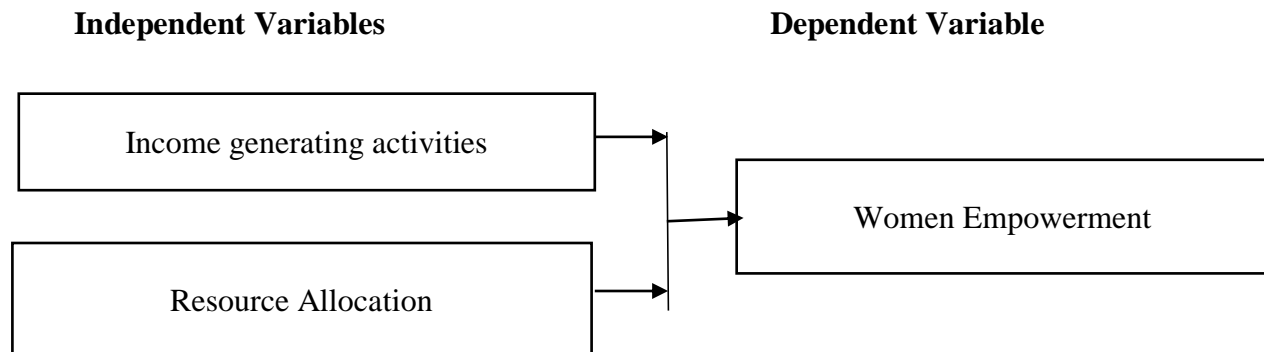 Independent Variables
Dependent Variable
Income generating activities
Women Empowerment
Resource Allocation